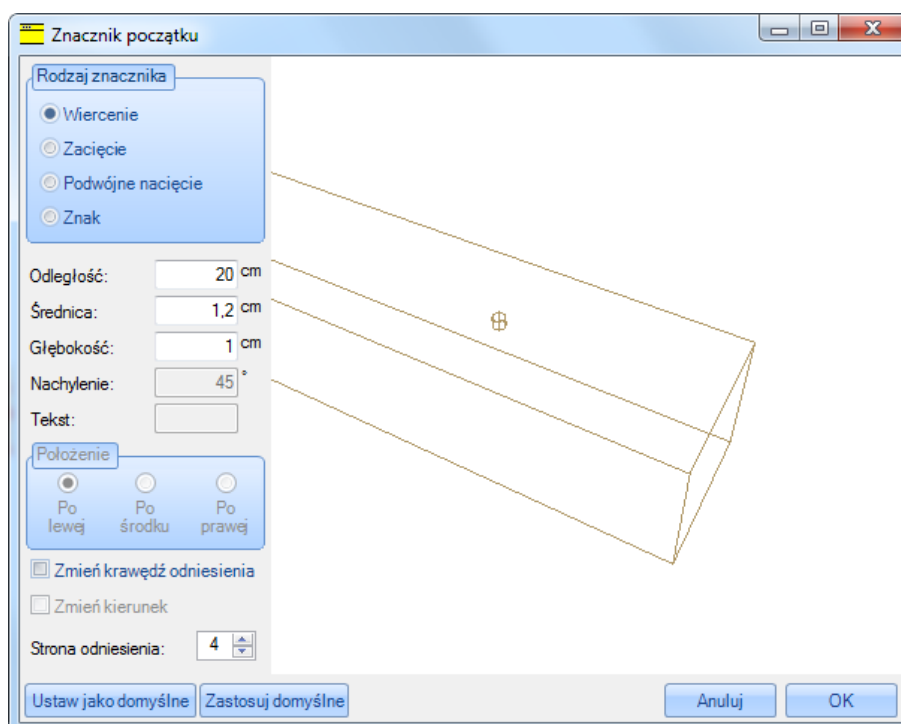 Znacznik początku
Rodzaj znacznika
Wiercenie
Zacięcie
Podwójne nacięcie
Znak
Odległość: 20 cm
Średnica: 1,2 cm
Głębokość: 1 cm
Nachylenie: 45 °
Tekst:
Położenie
Po lewej
Po środku
Po prawej
Zmień krawędź odniesienia
Zmień kierunek
Strona odniesienia: 4
Ustaw jako domyślne Zastosuj domyślne Anuluj OK